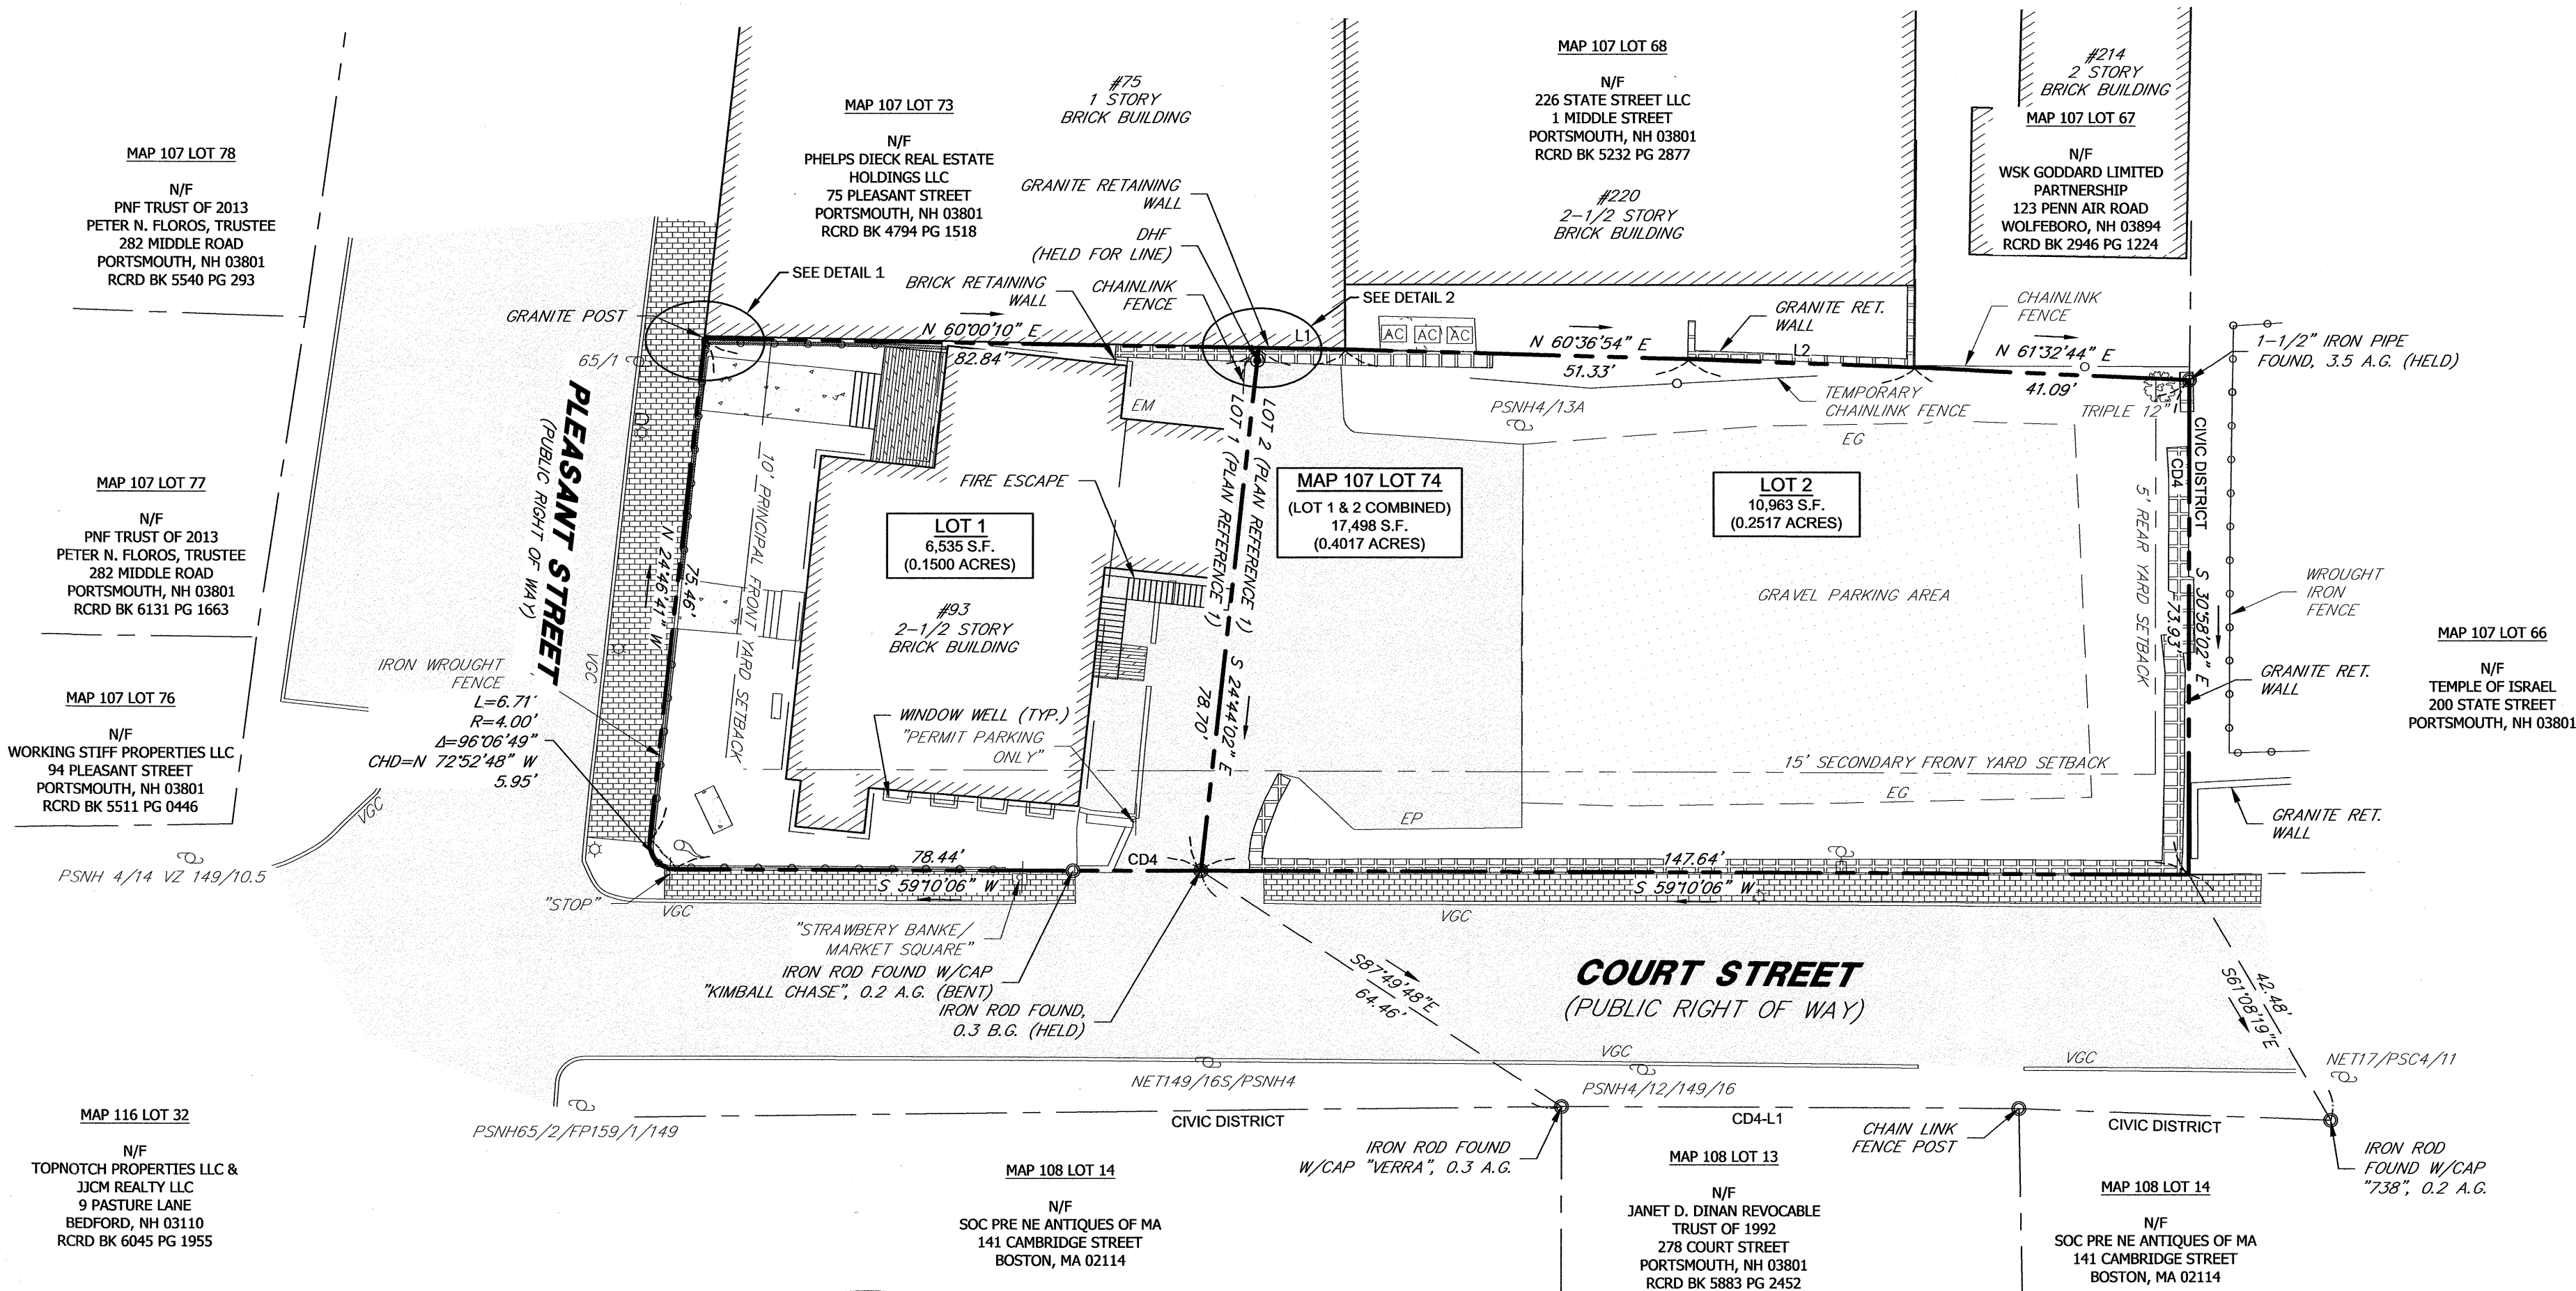 MAP 107 LOT 78
N/F
PNF TRUST OF 2013
PETER N. FLOROS, TRUSTEE
282 MIDDLE ROAD
PORTSMOUTH, NH 03801
RCRD BK 5540 PG 293
MAP 107 LOT 77
N/F
PNF TRUST OF 2013
PETER N. FLOROS, TRUSTEE
282 MIDDLE ROAD
PORTSMOUTH, NH 03801
RCRD BK 6131 PG 1663
MAP 107 LOT 76
N/F
WORKING STIFF PROPERTIES LLC
94 PLEASANT STREET
PORTSMOUTH, NH 03801
RCRD BK 5511 PG 0446
VGC
PSNH 4/14 VZ 149/10.5
MAP 116 LOT 32
N/F
TOPNOTCH PROPERTIES LLC &
JJCM REALTY LLC
9 PASTURE LANE
BEDFORD, NH 03110
RCRD BK 6045 PG 1955
MAP 107 LOT 73
N/F
PHELPS DIECK REAL ESTATE
HOLDINGS LLC
75 PLEASANT STREET
PORTSMOUTH, NH 03801
RCRD BK 4794 PG 1518
#75
1 STORY
BRICK BUILDING
MAP 107 LOT 68
N/F
226 STATE STREET LLC
1 MIDDLE STREET
PORTSMOUTH, NH 03801
RCRD BK 5232 PG 2877
#220
2-1/2 STORY
BRICK BUILDING
#214
2 STORY
BRICK BUILDING
MAP 107 LOT 67
N/F
WSK GODDARD LIMITED
PARTNERSHIP
123 PENN AIR ROAD
WOLFEBORO, NH 03894
RCRD BK 2946 PG 1224
GRANITE RETAINING
WALL
DHF
(HELD FOR LINE)
SEE DETAIL 1
BRICK RETAINING
WALL
CHAINLINK
FENCE
SEE DETAIL 2
GRANITE POST
N 60°00'10" E
82.84'
L1
AC
AC
AC
GRANITE RET.
WALL
N 60°36'54" E
51.33'
L2
CHAINLINK
FENCE
N 61°32'44" E
41.09'
1-1/2" IRON PIPE
FOUND, 3.5 A.G. (HELD)
65/1
PLEASANT STREET
(PUBLIC RIGHT OF WAY)
N 24°46'41" W
75.46'
10' PRINCIPAL FRONT YARD SETBACK
EM
PSNH4/13A
TEMPORARY
CHAINLINK FENCE
TRIPLE 12"
EG
FIRE ESCAPE
LOT 1
6,535 S.F.
(0.1500 ACRES)
#93
2-1/2 STORY
BRICK BUILDING
LOT 2 (PLAN REFERENCE 1)
LOT 1 (PLAN REFERENCE 1)
S 24°44'02" E
78.70'
MAP 107 LOT 74
(LOT 1 & 2 COMBINED)
17,498 S.F.
(0.4017 ACRES)
LOT 2
10,963 S.F.
(0.2517 ACRES)
GRAVEL PARKING AREA
5' REAR YARD SETBACK
CD4
CIVIC DISTRICT
S 30°58'02" E
73.93'
WROUGHT
IRON
FENCE
MAP 107 LOT 66
N/F
TEMPLE OF ISRAEL
200 STATE STREET
PORTSMOUTH, NH 03801
GRANITE RET.
WALL
GRANITE RET.
WALL
VGC
IRON WROUGHT
FENCE
L=6.71'
R=4.00'
Δ=96°06'49"
CHD=N 72°52'48" W
5.95'
WINDOW WELL (TYP.)
"PERMIT PARKING
ONLY"
15' SECONDARY FRONT YARD SETBACK
EG
EP
78.44'
S 59°10'06" W
CD4
147.64'
S 59°10'06" W
"STOP"
VGC
VGC
"STRAWBERY BANKE/
MARKET SQUARE"
IRON ROD FOUND W/CAP
"KIMBALL CHASE", 0.2 A.G. (BENT)
IRON ROD FOUND,
0.3 B.G. (HELD)
S87°49'48"E
64.46'
COURT STREET
(PUBLIC RIGHT OF WAY)
42.48'
S61°08'19"E
VGC
VGC
NET17/PSC4/11
NET149/16S/PSNH4
PSNH4/12/149/16
PSNH65/2/FP159/1/149
CIVIC DISTRICT
CD4-L1
CIVIC DISTRICT
IRON ROD FOUND
W/CAP "VERRA", 0.3 A.G.
CHAIN LINK
FENCE POST
IRON ROD
FOUND W/CAP
"738", 0.2 A.G.
MAP 108 LOT 14
N/F
SOC PRE NE ANTIQUES OF MA
141 CAMBRIDGE STREET
BOSTON, MA 02114
MAP 108 LOT 13
N/F
JANET D. DINAN REVOCABLE
TRUST OF 1992
278 COURT STREET
PORTSMOUTH, NH 03801
RCRD BK 5883 PG 2452
MAP 108 LOT 14
N/F
SOC PRE NE ANTIQUES OF MA
141 CAMBRIDGE STREET
BOSTON, MA 02114